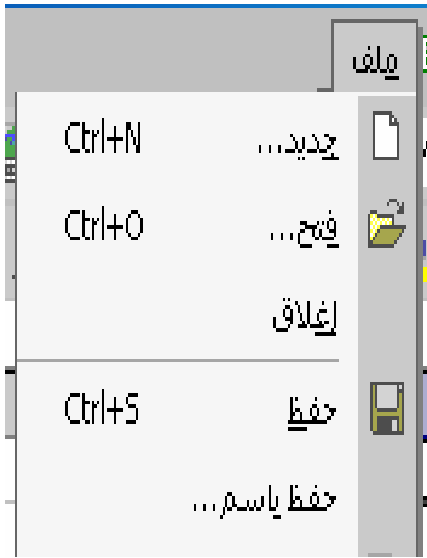 ملف
جديد... Ctrl+N
فتح... Ctrl+O
إغلاق
حفظ Ctrl+S
حفظ باسم...